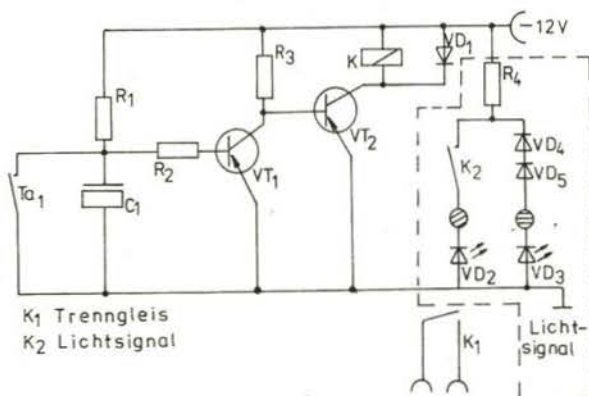 -12V
R₃
K
VD₁
R₄
R₁
VT₂
VD₄
VD₅
K₂
R₂
VT₁
Ta₁
C₁
VD₂
VD₃
K₁ Trenngleis
K₂ Lichtsignal
K₁
Licht-
signal